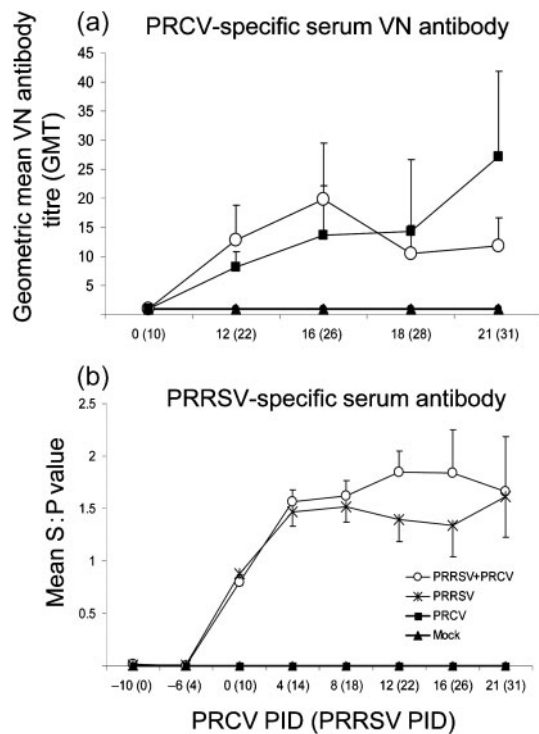 (a) PRCV-specific serum VN antibody
Geometric mean VN antibody
titre (GMT)
45
40
35
30
25
20
15
10
5
0 (10) 12 (22) 16 (26) 18 (28) 21 (31)
(b) PRRSV-specific serum antibody
Mean S:P value
2.5
2
1.5
1
0.5
PRRSV+PRCV
PRRSV
PRCV
Mock
−10 (0) −6 (4) 0 (10) 4 (14) 8 (18) 12 (22) 16 (26) 21 (31)
PRCV PID (PRRSV PID)